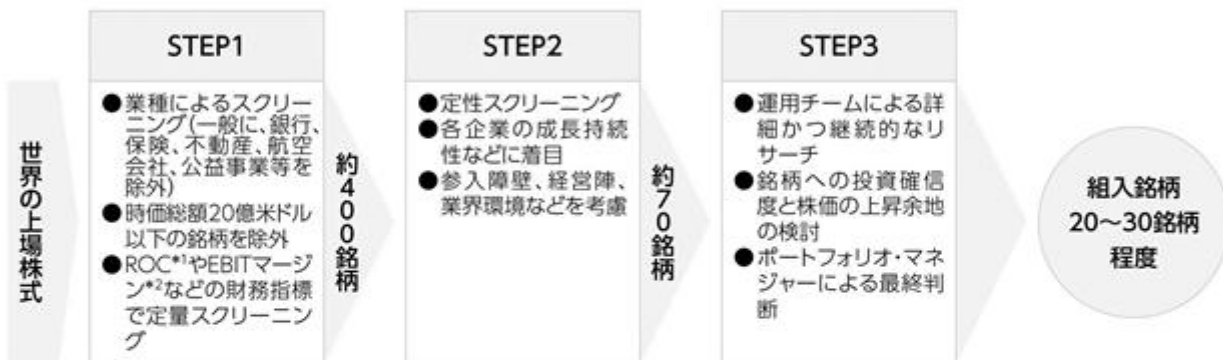 世界の上場株式
STEP1
●業種によるスクリー
ニング(一般に、銀行、
保険、不動産、航空
会社、公益事業等を
除外)
●時価総額20億米ドル
以下の銘柄を除外
●ROC*1やEBITマージ
ン*2などの財務指標
で定量スクリーニン
グ
約400銘柄
STEP2
●定性スクリーニング
●各企業の成長持続
性などに着目
●参入障壁、経営陣、
業界環境などを考慮
約70銘柄
STEP3
●運用チームによる詳
細かつ継続的なリ
サーチ
●銘柄への投資確信
度と株価の上昇余地
の検討
●ポートフォリオ・マネ
ジャーによる最終判
断
組入銘柄
20～30銘柄
程度